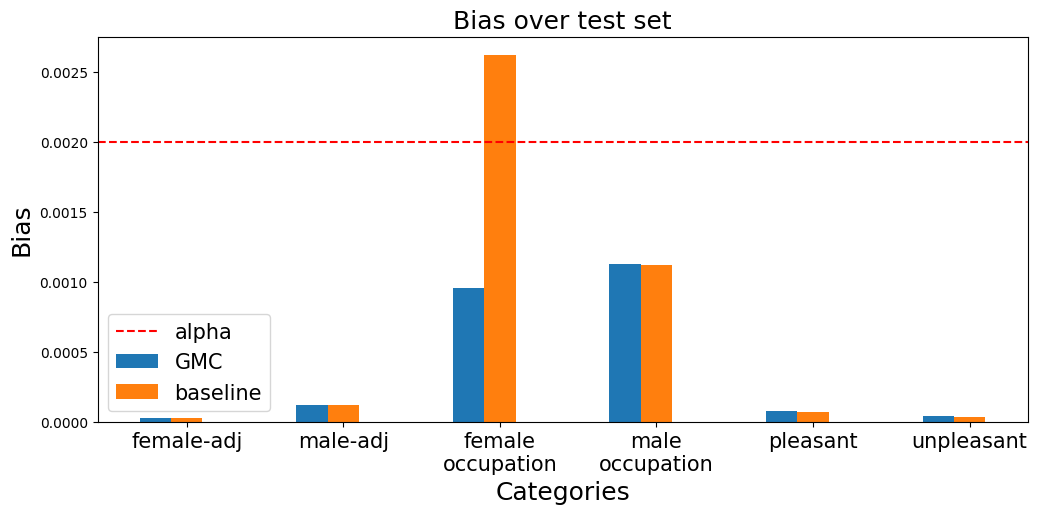 Bias over test set
Bias
0.0025
0.0020
0.0015
0.0010
0.0005
0.0000
alpha
GMC
baseline
female-adj
male-adj
female
occupation
male
occupation
pleasant
unpleasant
Categories